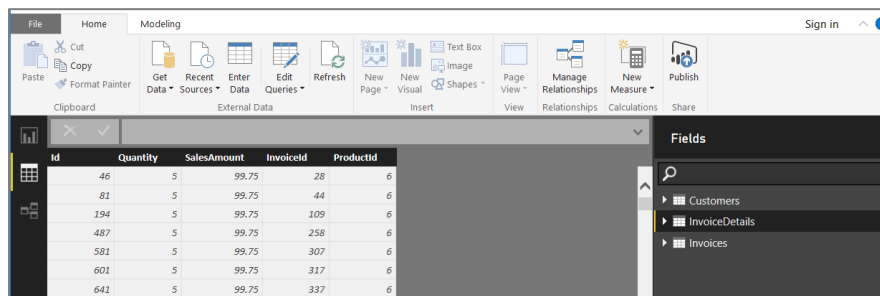 File Home Modeling Sign in
Cut
Copy
Format Painter
Paste
Get Data
Recent Sources
Enter Data
Edit Queries
Refresh
New Page
New Visual
Text Box
Image
Shapes
Page View
Manage Relationships
New Measure
Publish
Clipboard External Data Insert View Relationships Calculations Share
Fields
Id Quantity SalesAmount InvoiceId ProductId
46 5 99.75 28 6
81 5 99.75 44 6
194 5 99.75 109 6
487 5 99.75 258 6
581 5 99.75 307 6
601 5 99.75 317 6
641 5 99.75 337 6
Customers
InvoiceDetails
Invoices